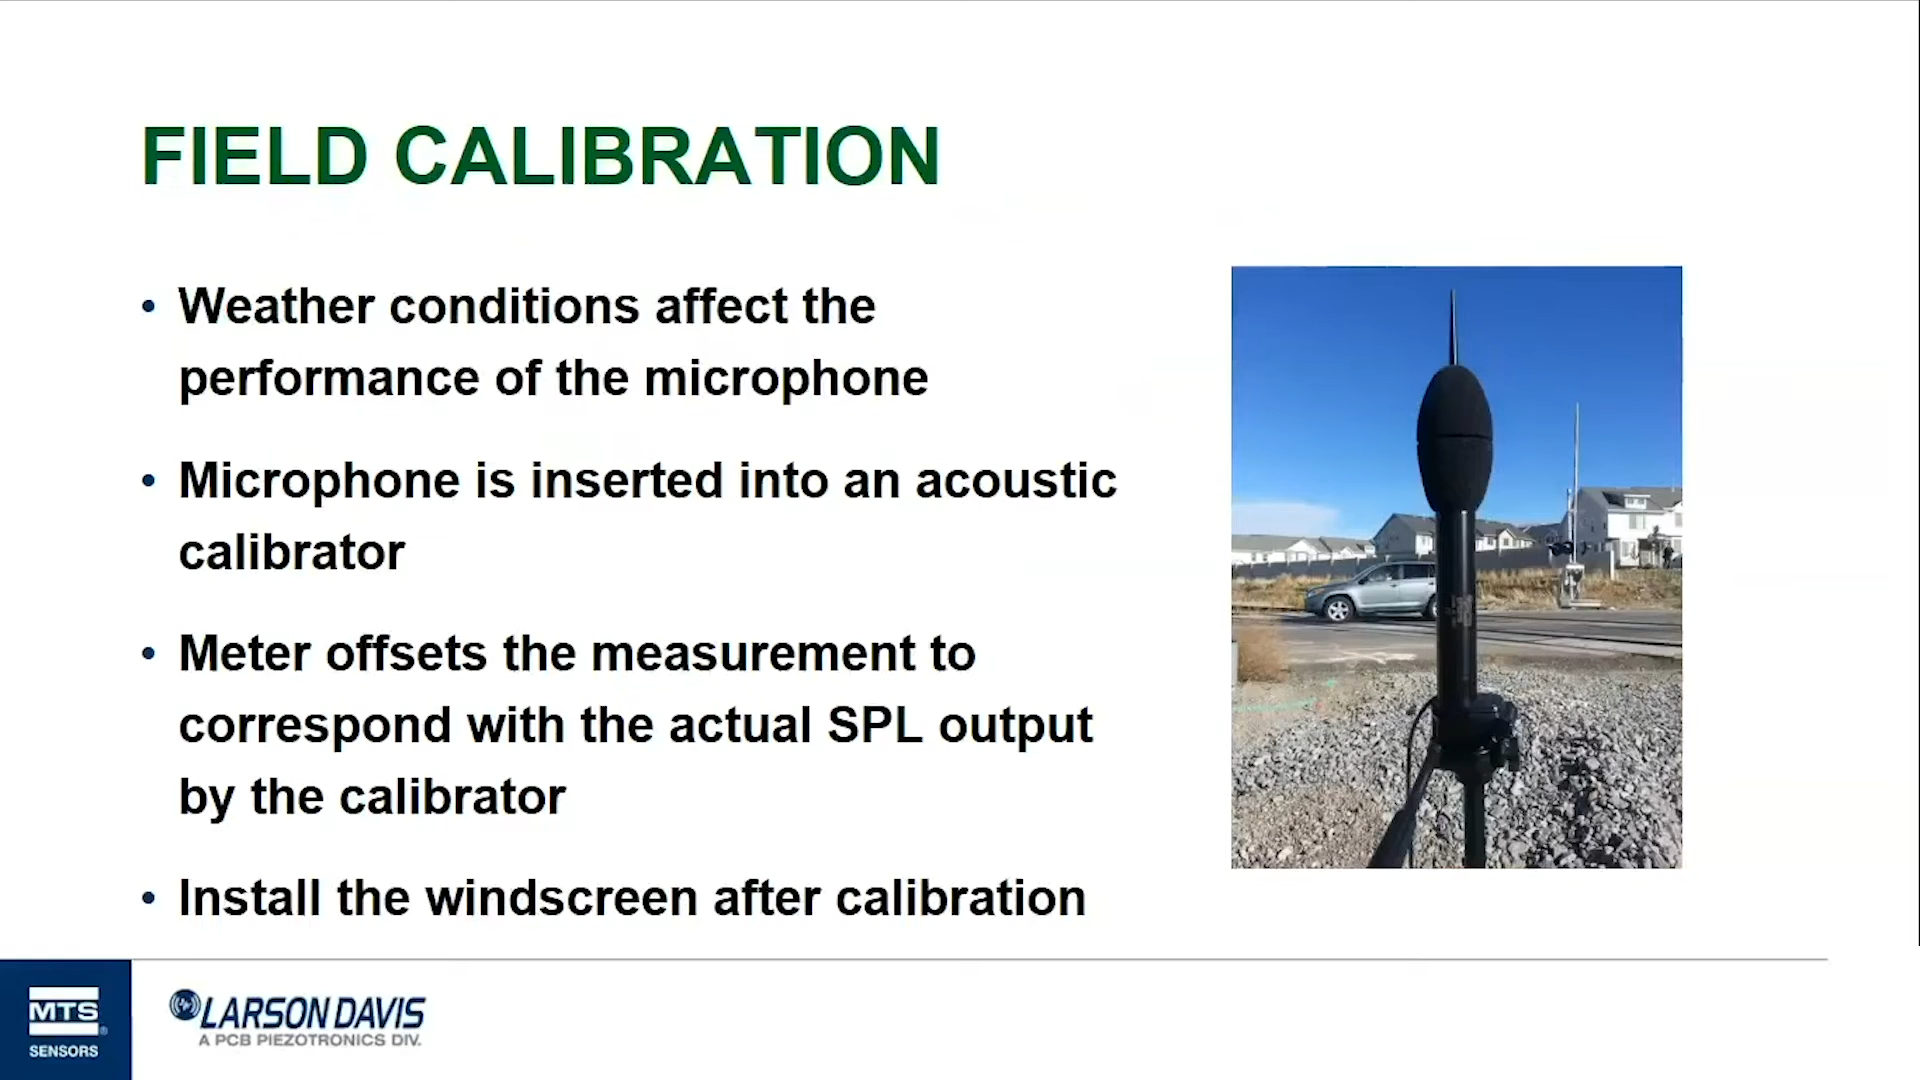 FIELD CALIBRATION
• Weather conditions affect the
performance of the microphone
• Microphone is inserted into an acoustic
calibrator
• Meter offsets the measurement to
correspond with the actual SPL output
by the calibrator
• Install the windscreen after calibration
MTS®
SENSORS
LARSON DAVIS
A PCB PIEZOTRONICS DIV.